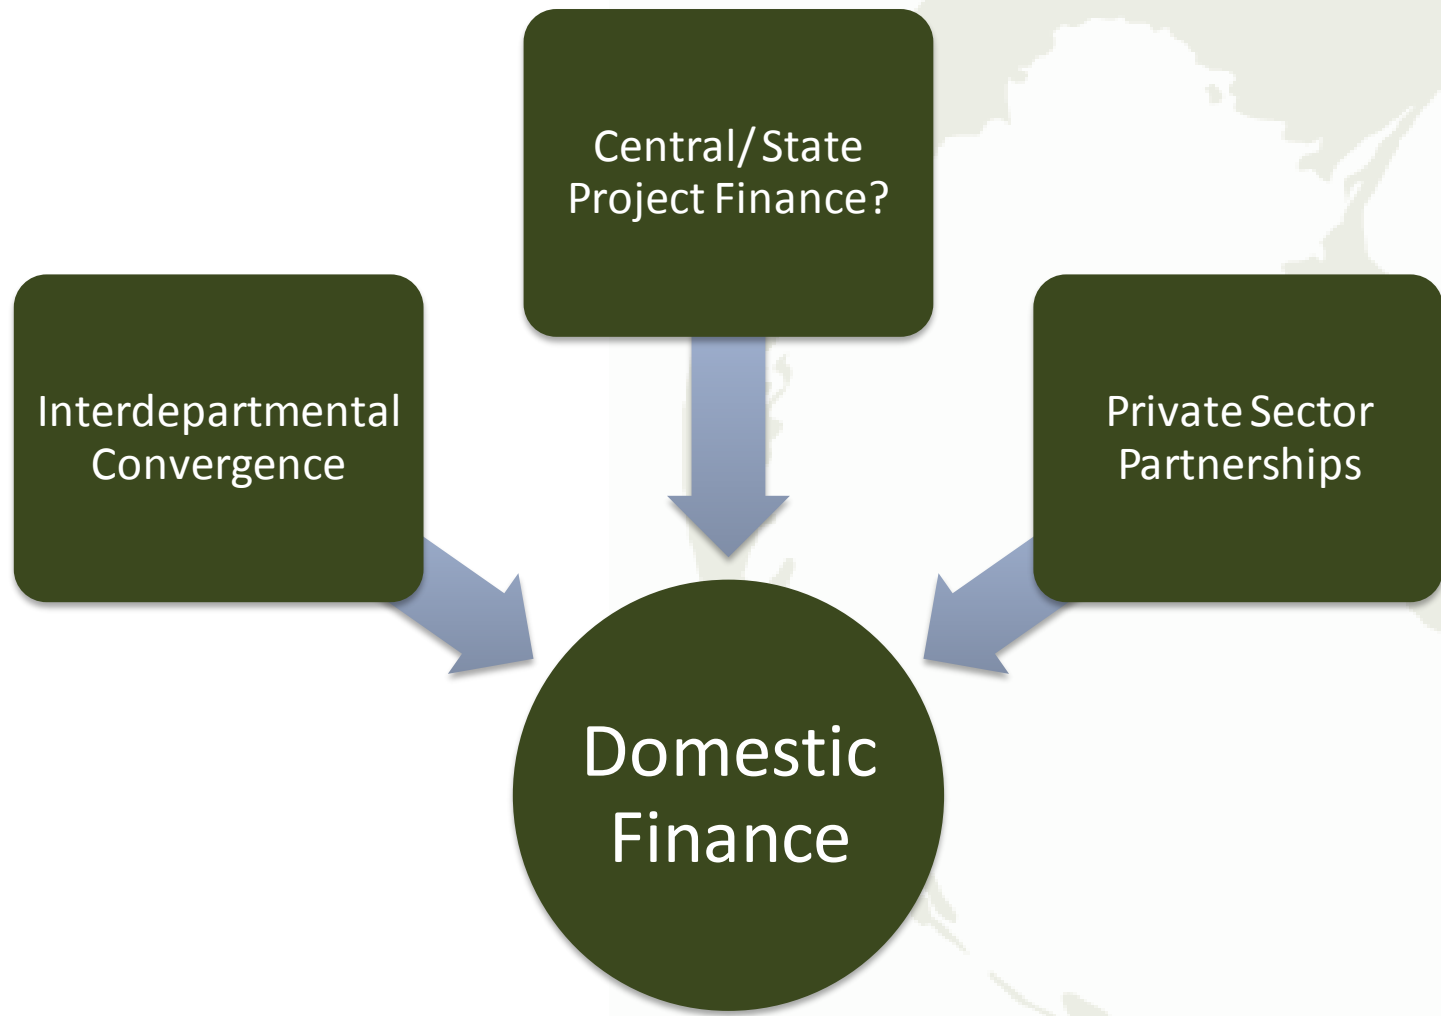 Central/ State
Project Finance?
Interdepartmental
Convergence
Private Sector
Partnerships
Domestic
Finance